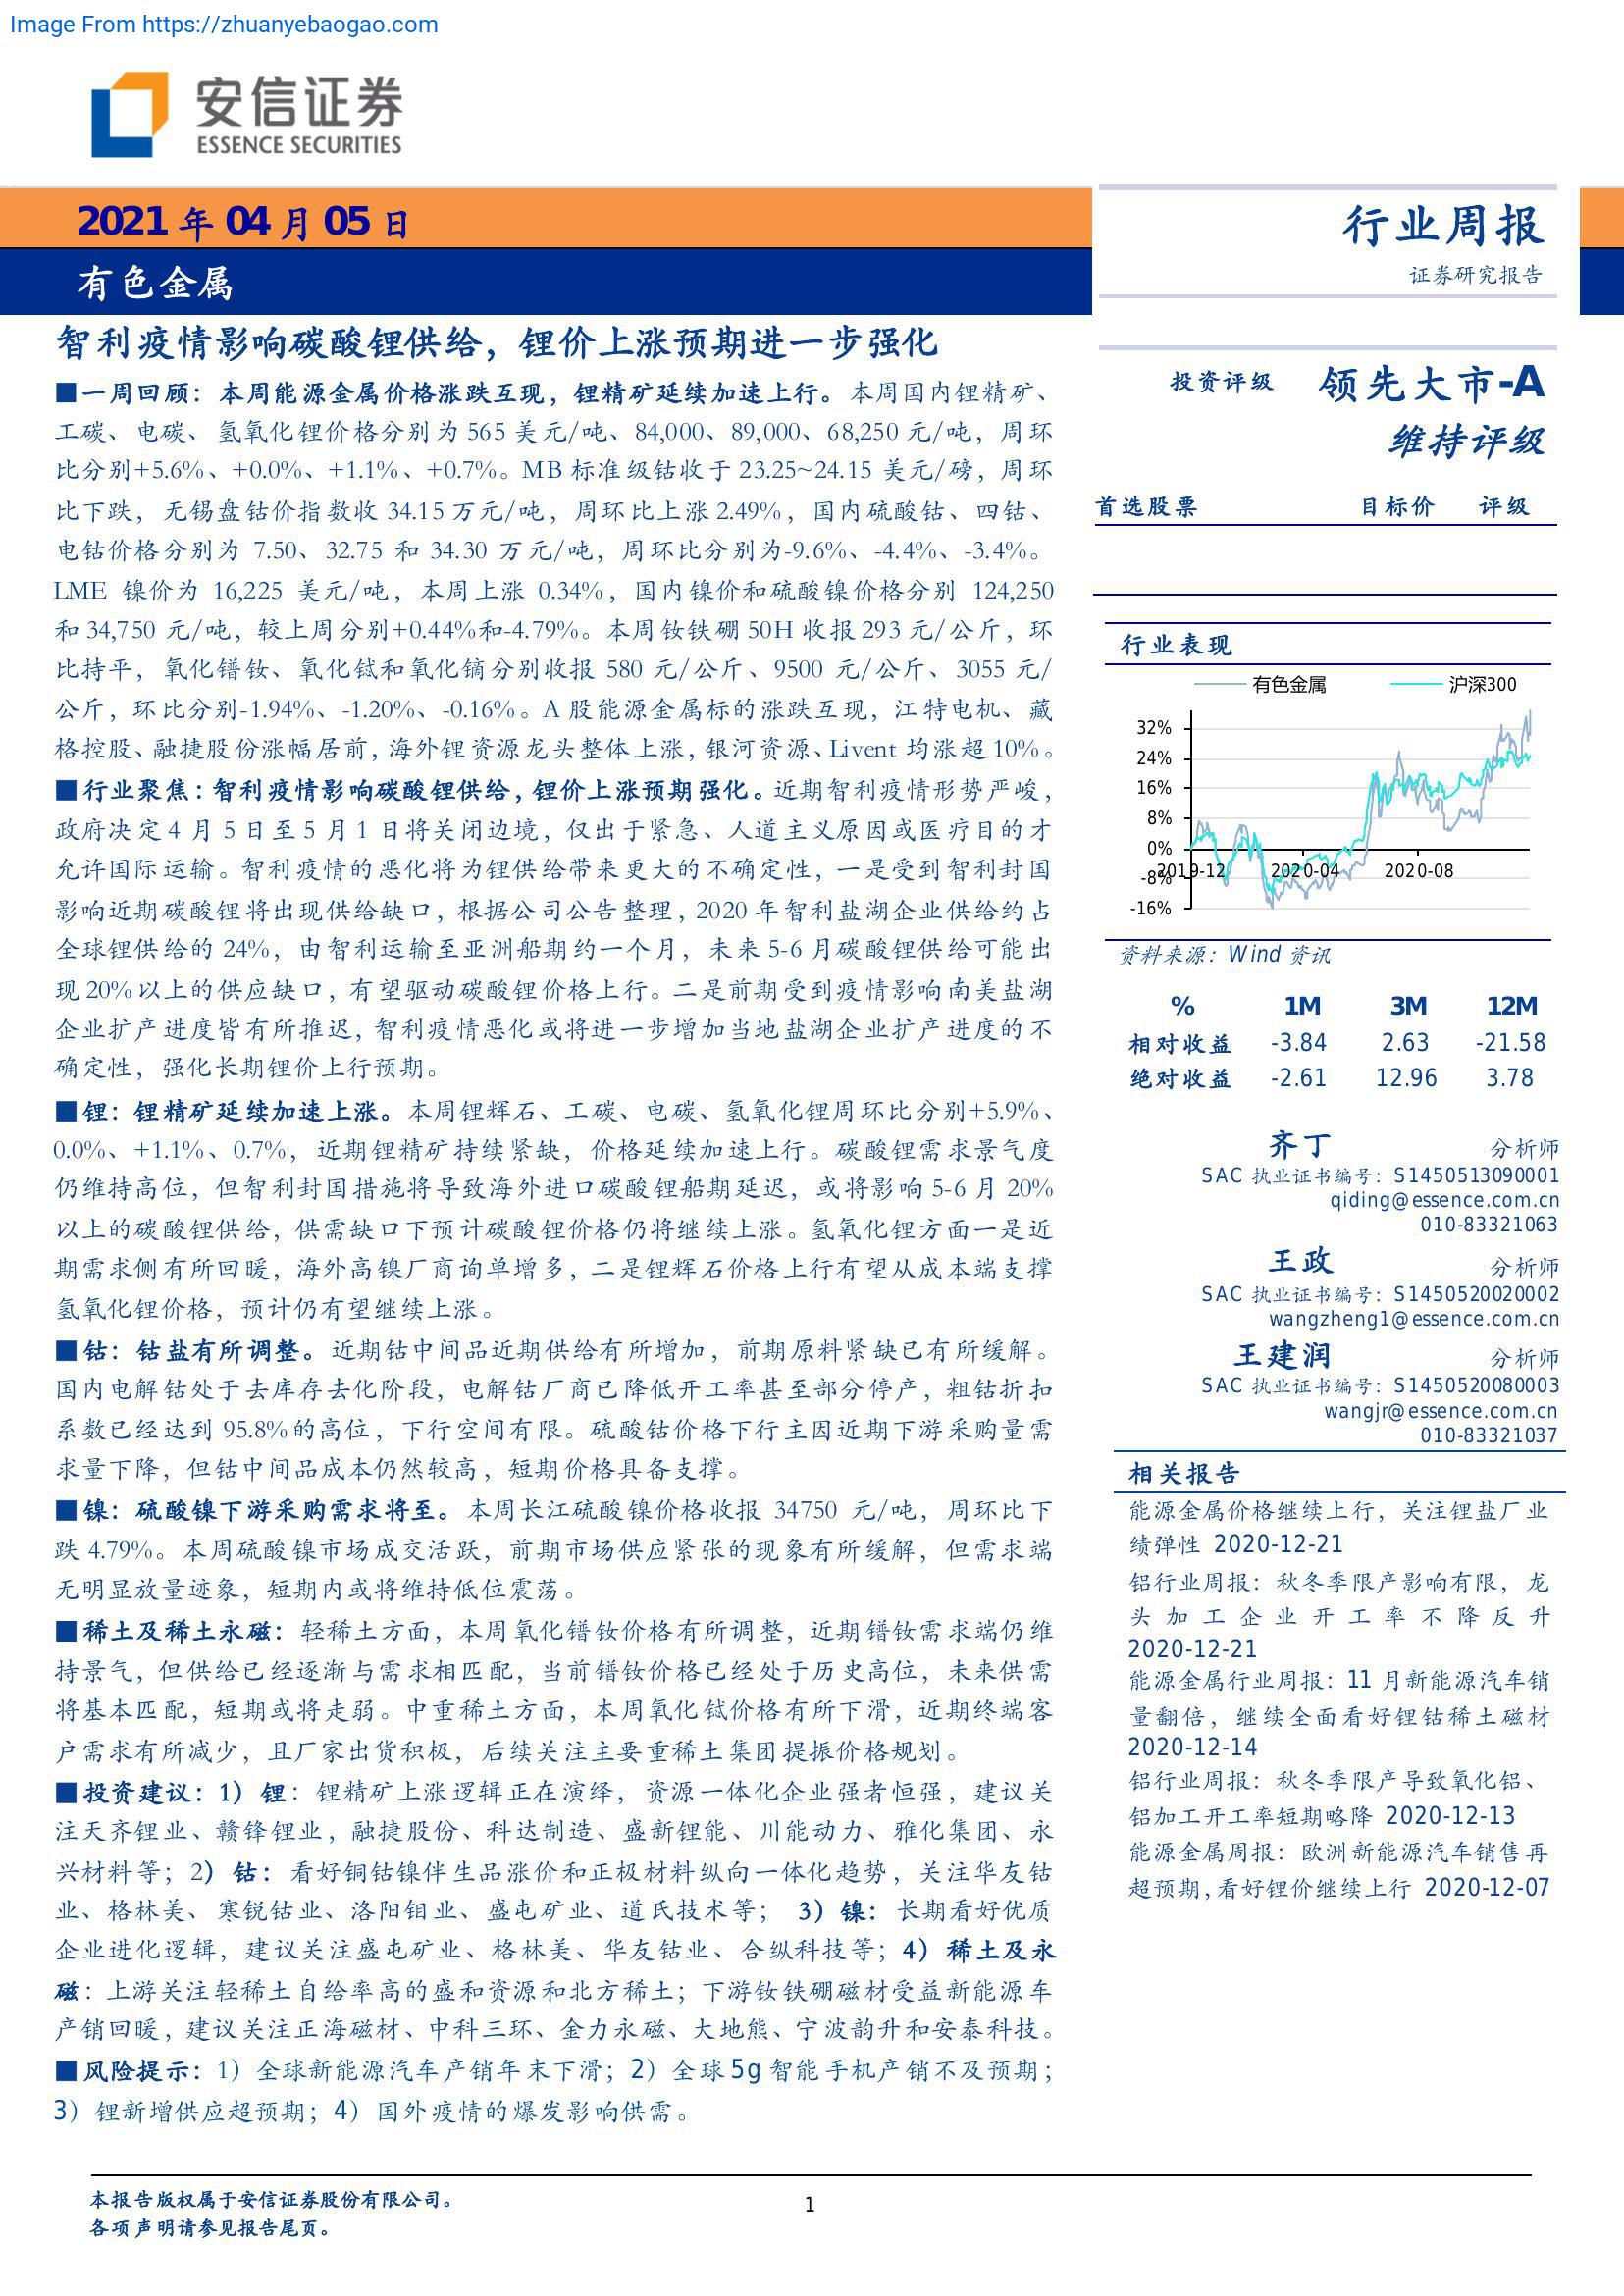 Image From https://zhuanyebaogao.com
安信证券
ESSENCE SECURITIES
2021 年 04 月 05 日
有色金属
行业周报
证券研究报告
智利疫情影响碳酸锂供给，锂价上涨预期进一步强化
■一周回顾：本周能源金属价格涨跌互现，锂精矿延续加速上行。本周国内锂精矿、
工碳、电碳、氢氧化锂价格分别为 565 美元/吨、84,000、89,000、68,250 元/吨，周环
比分别+5.6%、+0.0%、+1.1%、+0.7%。MB 标准级钴收于 23.25~24.15 美元/磅，周环
比下跌，无锡盘钴价指数收 34.15 万元/吨，周环比上涨 2.49%，国内硫酸钴、四钴、
电钴价格分别为 7.50、32.75 和 34.30 万元/吨，周环比分别为-9.6%、-4.4%、-3.4%。
LME 镍价为 16,225 美元/吨，本周上涨 0.34%，国内镍价和硫酸镍价格分别 124,250
和 34,750 元/吨，较上周分别+0.44%和-4.79%。本周钕铁硼 50H 收报 293 元/公斤，环
比持平，氧化镨钕、氧化铽和氧化镝分别收报 580 元/公斤、9500 元/公斤、3055 元/
公斤，环比分别-1.94%、-1.20%、-0.16%。A 股能源金属标的涨跌互现，江特电机、藏
格控股、融捷股份涨幅居前，海外锂资源龙头整体上涨，银河资源、Livent 均涨超 10%。
■行业聚焦：智利疫情影响碳酸锂供给，锂价上涨预期强化。近期智利疫情形势严峻，
政府决定 4 月 5 日至 5 月 1 日将关闭边境，仅出于紧急、人道主义原因或医疗目的才
允许国际运输。智利疫情的恶化将为锂供给带来更大的不确定性，一是受到智利封国
影响近期碳酸锂将出现供给缺口，根据公司公告整理，2020 年智利盐湖企业供给约占
全球锂供给的 24%，由智利运输至亚洲船期约一个月，未来 5-6 月碳酸锂供给可能出
现 20%以上的供应缺口，有望驱动碳酸锂价格上行。二是前期受到疫情影响南美盐湖
企业扩产进度皆有所推迟，智利疫情恶化或将进一步增加当地盐湖企业扩产进度的不
确定性，强化长期锂价上行预期。
■锂：锂精矿延续加速上涨。本周锂辉石、工碳、电碳、氢氧化锂周环比分别+5.9%、
0.0%、+1.1%、0.7%，近期锂精矿持续紧缺，价格延续加速上行。碳酸锂需求景气度
仍维持高位，但智利封国措施将导致海外进口碳酸锂船期延迟，或将影响 5-6 月 20%
以上的碳酸锂供给，供需缺口下预计碳酸锂价格仍将继续上涨。氢氧化锂方面一是近
期需求侧有所回暖，海外高镍厂商询单增多，二是锂辉石价格上行有望从成本端支撑
氢氧化锂价格，预计仍有望继续上涨。
■钴：钴盐有所调整。近期钴中间品近期供给有所增加，前期原料紧缺已有所缓解。
国内电解钴处于去库存去化阶段，电解钴厂商已降低开工率甚至部分停产，粗钴折扣
系数已经达到 95.8%的高位，下行空间有限。硫酸钴价格下行主因近期下游采购量需
求量下降，但钴中间品成本仍然较高，短期价格具备支撑。
■镍：硫酸镍下游采购需求将至。本周长江硫酸镍价格收报 34750 元/吨，周环比下
跌 4.79%。本周硫酸镍市场成交活跃，前期市场供应紧张的现象有所缓解，但需求端
无明显放量迹象，短期内或将维持低位震荡。
■稀土及稀土永磁：轻稀土方面，本周氧化镨钕价格有所调整，近期镨钕需求端仍维
持景气，但供给已经逐渐与需求相匹配，当前镨钕价格已经处于历史高位，未来供需
将基本匹配，短期或将走弱。中重稀土方面，本周氧化铽价格有所下滑，近期终端客
户需求有所减少，且厂家出货积极，后续关注主要重稀土集团提振价格规划。
■投资建议：1）锂：锂精矿上涨逻辑正在演绎，资源一体化企业强者恒强，建议关
注天齐锂业、赣锋锂业，融捷股份、科达制造、盛新锂能、川能动力、雅化集团、永
兴材料等；2）钴：看好铜钴镍伴生品涨价和正极材料纵向一体化趋势，关注华友钴
业、格林美、寒锐钴业、洛阳钼业、盛屯矿业、道氏技术等；3）镍：长期看好优质
企业进化逻辑，建议关注盛屯矿业、格林美、华友钴业、合纵科技等；4）稀土及永
磁：上游关注轻稀土自给率高的盛和资源和北方稀土；下游钕铁硼磁材受益新能源车
产销回暖，建议关注正海磁材、中科三环、金力永磁、大地熊、宁波韵升和安泰科技。
■风险提示：1）全球新能源汽车产销年末下滑；2）全球 5g 智能手机产销不及预期；
3）锂新增供应超预期；4）国外疫情的爆发影响供需。
投资评级 领先大市-A
维持评级
首选股票 目标价 评级
行业表现
有色金属 沪深300
32%
24%
16%
8%
0%
-8%
-16%
2019-12 2020-04 2020-08
资料来源：Wind 资讯
% 1M 3M 12M
相对收益 -3.84 2.63 -21.58
绝对收益 -2.61 12.96 3.78
齐丁 分析师
SAC 执业证书编号：S1450513090001
qiding@essence.com.cn
010-83321063
王政 分析师
SAC 执业证书编号：S1450520020002
wangzheng1@essence.com.cn
王建润 分析师
SAC 执业证书编号：S1450520080003
wangjr@essence.com.cn
010-83321037
相关报告
能源金属价格继续上行，关注锂盐厂业
绩弹性 2020-12-21
铝行业周报：秋冬季限产影响有限，龙
头加工企业开工率不降反升
2020-12-21
能源金属行业周报：11 月新能源汽车销
量翻倍，继续全面看好锂钴稀土磁材
2020-12-14
铝行业周报：秋冬季限产导致氧化铝、
铝加工开工率短期略降 2020-12-13
能源金属周报：欧洲新能源汽车销售再
超预期，看好锂价继续上行 2020-12-07
本报告版权属于安信证券股份有限公司。
各项声明请参见报告尾页。
1